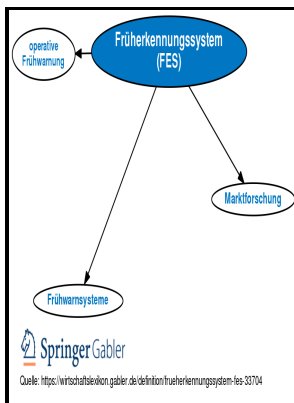 Früherkennungssystem
(FES)
operative
Frühwarnung
Marktforschung
Frühwarnsysteme
Springer Gabler
Quelle: https://wirtschaftslexikon.gabler.de/definition/frueherkennungssystem-fes-33704